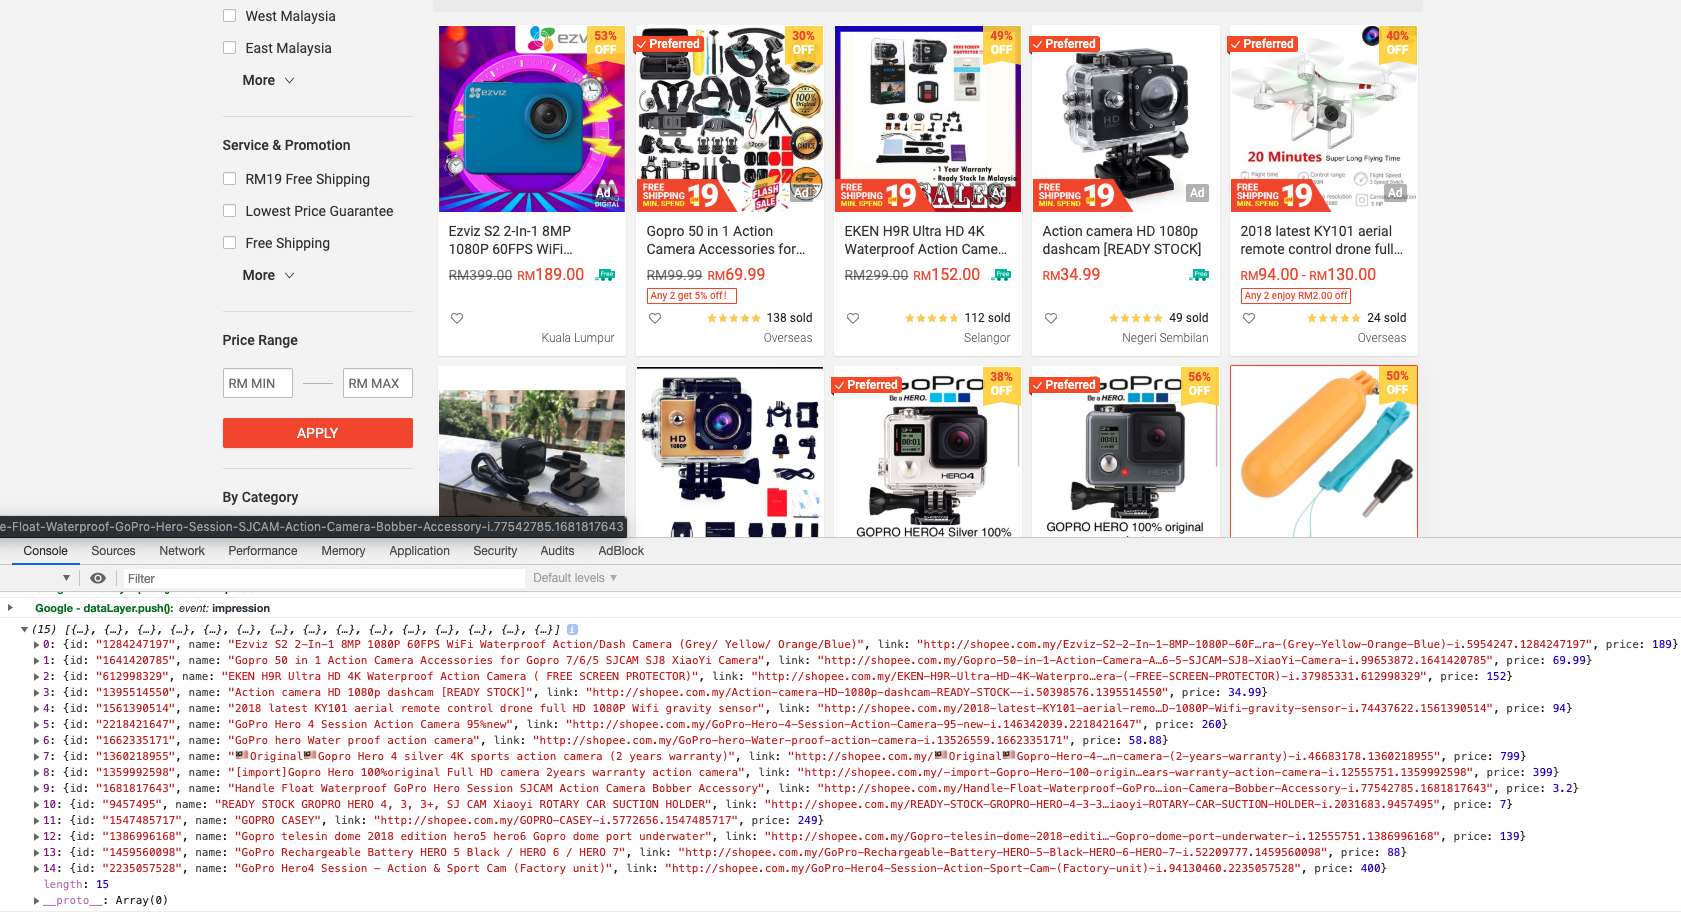 West Malaysia
East Malaysia
More
Service & Promotion
RM19 Free Shipping
Lowest Price Guarantee
Free Shipping
More
Price Range
RM MIN
RM MAX
APPLY
By Category
ezviz
53% OFF
Ad
DIGITAL
Ezviz S2 2-In-1 8MP
1080P 60FPS WiFi...
RM399.00 RM189.00
Free
Kuala Lumpur
Preferred
30% OFF
100% Original
FLASH SALE
FREE SHIPPING MIN. SPEND RM 19
Ad
Gopro 50 in 1 Action
Camera Accessories for...
RM99.99 RM69.99
Any 2 get 5% off!
138 sold
Overseas
49% OFF
FREE SCREEN PROTECTOR !!!
- 1 Year Warranty
- Ready Stock In Malaysia
SALES
FREE SHIPPING MIN. SPEND RM 19
Ad
EKEN H9R Ultra HD 4K
Waterproof Action Came...
RM299.00 RM152.00
Free
112 sold
Selangor
Preferred
HD
FREE SHIPPING MIN. SPEND RM 19
Ad
Action camera HD 1080p
dashcam [READY STOCK]
RM34.99
Free
49 sold
Negeri Sembilan
Preferred
40% OFF
20 Minutes Super Long Flying Time
Flight time
Control range
Flight Speed
FREE SHIPPING MIN. SPEND RM 19
Ad
2018 latest KY101 aerial
remote control drone full...
RM94.00 - RM130.00
Any 2 enjoy RM2.00 off
24 sold
Overseas
HD 1080P
Preferred
38% OFF
GoPro
Be a HERO.
HERO4
GOPRO HERO4 Silver 100%
Preferred
56% OFF
GoPro
Be a HERO.
HERO
GOPRO HERO 100% original
50% OFF
e-Float-Waterproof-GoPro-Hero-Session-SJCAM-Action-Camera-Bobber-Accessory-i.77542785.1681817643
Console Sources Network Performance Memory Application Security Audits AdBlock
Filter
Default levels
Google - dataLayer.push(): event: impression
(15) [{…}, {…}, {…}, {…}, {…}, {…}, {…}, {…}, {…}, {…}, {…}, {…}, {…}, {…}, {…}]
0: {id: "1284247197", name: "Ezviz S2 2-In-1 8MP 1080P 60FPS WiFi Waterproof Action/Dash Camera (Grey/ Yellow/ Orange/Blue)", link: "http://shopee.com.my/Ezviz-S2-2-In-1-8MP-1080P-60F…ra-(Grey-Yellow-Orange-Blue)-i.5954247.1284247197", price: 189}
1: {id: "1641420785", name: "Gopro 50 in 1 Action Camera Accessories for Gopro 7/6/5 SJCAM SJ8 XiaoYi Camera", link: "http://shopee.com.my/Gopro-50-in-1-Action-Camera-A…6-5-SJCAM-SJ8-XiaoYi-Camera-i.99653872.1641420785", price: 69.99}
2: {id: "612998329", name: "EKEN H9R Ultra HD 4K Waterproof Action Camera ( FREE SCREEN PROTECTOR)", link: "http://shopee.com.my/EKEN-H9R-Ultra-HD-4K-Waterpro…era-(-FREE-SCREEN-PROTECTOR)-i.37985331.612998329", price: 152}
3: {id: "1395514550", name: "Action camera HD 1080p dashcam [READY STOCK]", link: "http://shopee.com.my/Action-camera-HD-1080p-dashcam-READY-STOCK--i.50398576.1395514550", price: 34.99}
4: {id: "1561390514", name: "2018 latest KY101 aerial remote control drone full HD 1080P Wifi gravity sensor", link: "http://shopee.com.my/2018-latest-KY101-aerial-remo…D-1080P-Wifi-gravity-sensor-i.74437622.1561390514", price: 94}
5: {id: "2218421647", name: "GoPro Hero 4 Session Action Camera 95%new", link: "http://shopee.com.my/GoPro-Hero-4-Session-Action-Camera-95-new-i.146342039.2218421647", price: 260}
6: {id: "1662335171", name: "GoPro hero Water proof action camera", link: "http://shopee.com.my/GoPro-hero-Water-proof-action-camera-i.13526559.1662335171", price: 58.88}
7: {id: "1360218955", name: "🇲🇾Original🇲🇾Gopro Hero 4 silver 4K sports action camera (2 years warranty)", link: "http://shopee.com.my/🇲🇾Original🇲🇾Gopro-Hero-4-…n-camera-(2-years-warranty)-i.46683178.1360218955", price: 799}
8: {id: "1359992598", name: "[import]Gopro Hero 100%original Full HD camera 2years warranty action camera", link: "http://shopee.com.my/-import-Gopro-Hero-100-origin…ears-warranty-action-camera-i.12555751.1359992598", price: 399}
9: {id: "1681817643", name: "Handle Float Waterproof GoPro Hero Session SJCAM Action Camera Bobber Accessory", link: "http://shopee.com.my/Handle-Float-Waterproof-GoPro…ion-Camera-Bobber-Accessory-i.77542785.1681817643", price: 3.2}
10: {id: "9457495", name: "READY STOCK GROPRO HERO 4, 3, 3+, SJ CAM Xiaoyi ROTARY CAR SUCTION HOLDER", link: "http://shopee.com.my/READY-STOCK-GROPRO-HERO-4-3-3…iaoyi-ROTARY-CAR-SUCTION-HOLDER-i.2031683.9457495", price: 7}
11: {id: "1547485717", name: "GOPRO CASEY", link: "http://shopee.com.my/GOPRO-CASEY-i.5772656.1547485717", price: 249}
12: {id: "1386996168", name: "Gopro telesin dome 2018 edition hero5 hero6 Gopro dome port underwater", link: "http://shopee.com.my/Gopro-telesin-dome-2018-editi…-Gopro-dome-port-underwater-i.12555751.1386996168", price: 139}
13: {id: "1459560098", name: "GoPro Rechargeable Battery HERO 5 Black / HERO 6 / HERO 7", link: "http://shopee.com.my/GoPro-Rechargeable-Battery-HERO-5-Black-HERO-6-HERO-7-i.52209777.1459560098", price: 88}
14: {id: "2235057528", name: "GoPro Hero4 Session - Action & Sport Cam (Factory unit)", link: "http://shopee.com.my/GoPro-Hero4-Session-Action-Sport-Cam-(Factory-unit)-i.94130460.2235057528", price: 400}
length: 15
__proto__: Array(0)